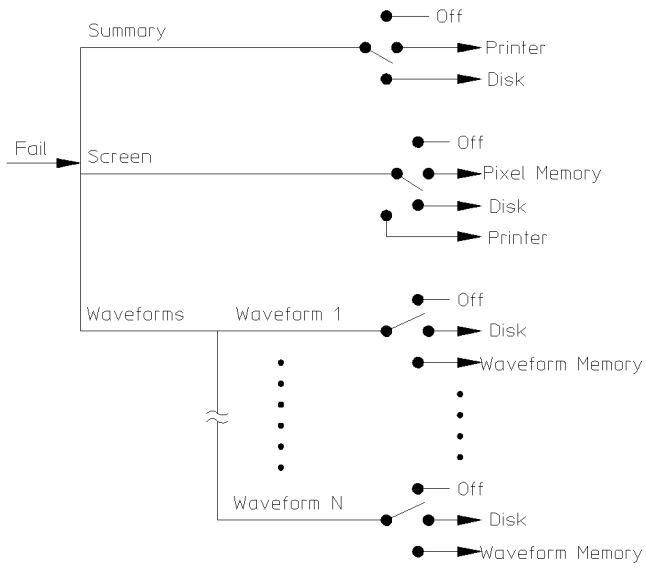 Off
Summary
Printer
Disk
Fail
Off
Screen
Pixel Memory
Disk
Printer
Off
Waveforms
Waveform 1
Disk
Waveform Memory
Off
Waveform N
Disk
Waveform Memory